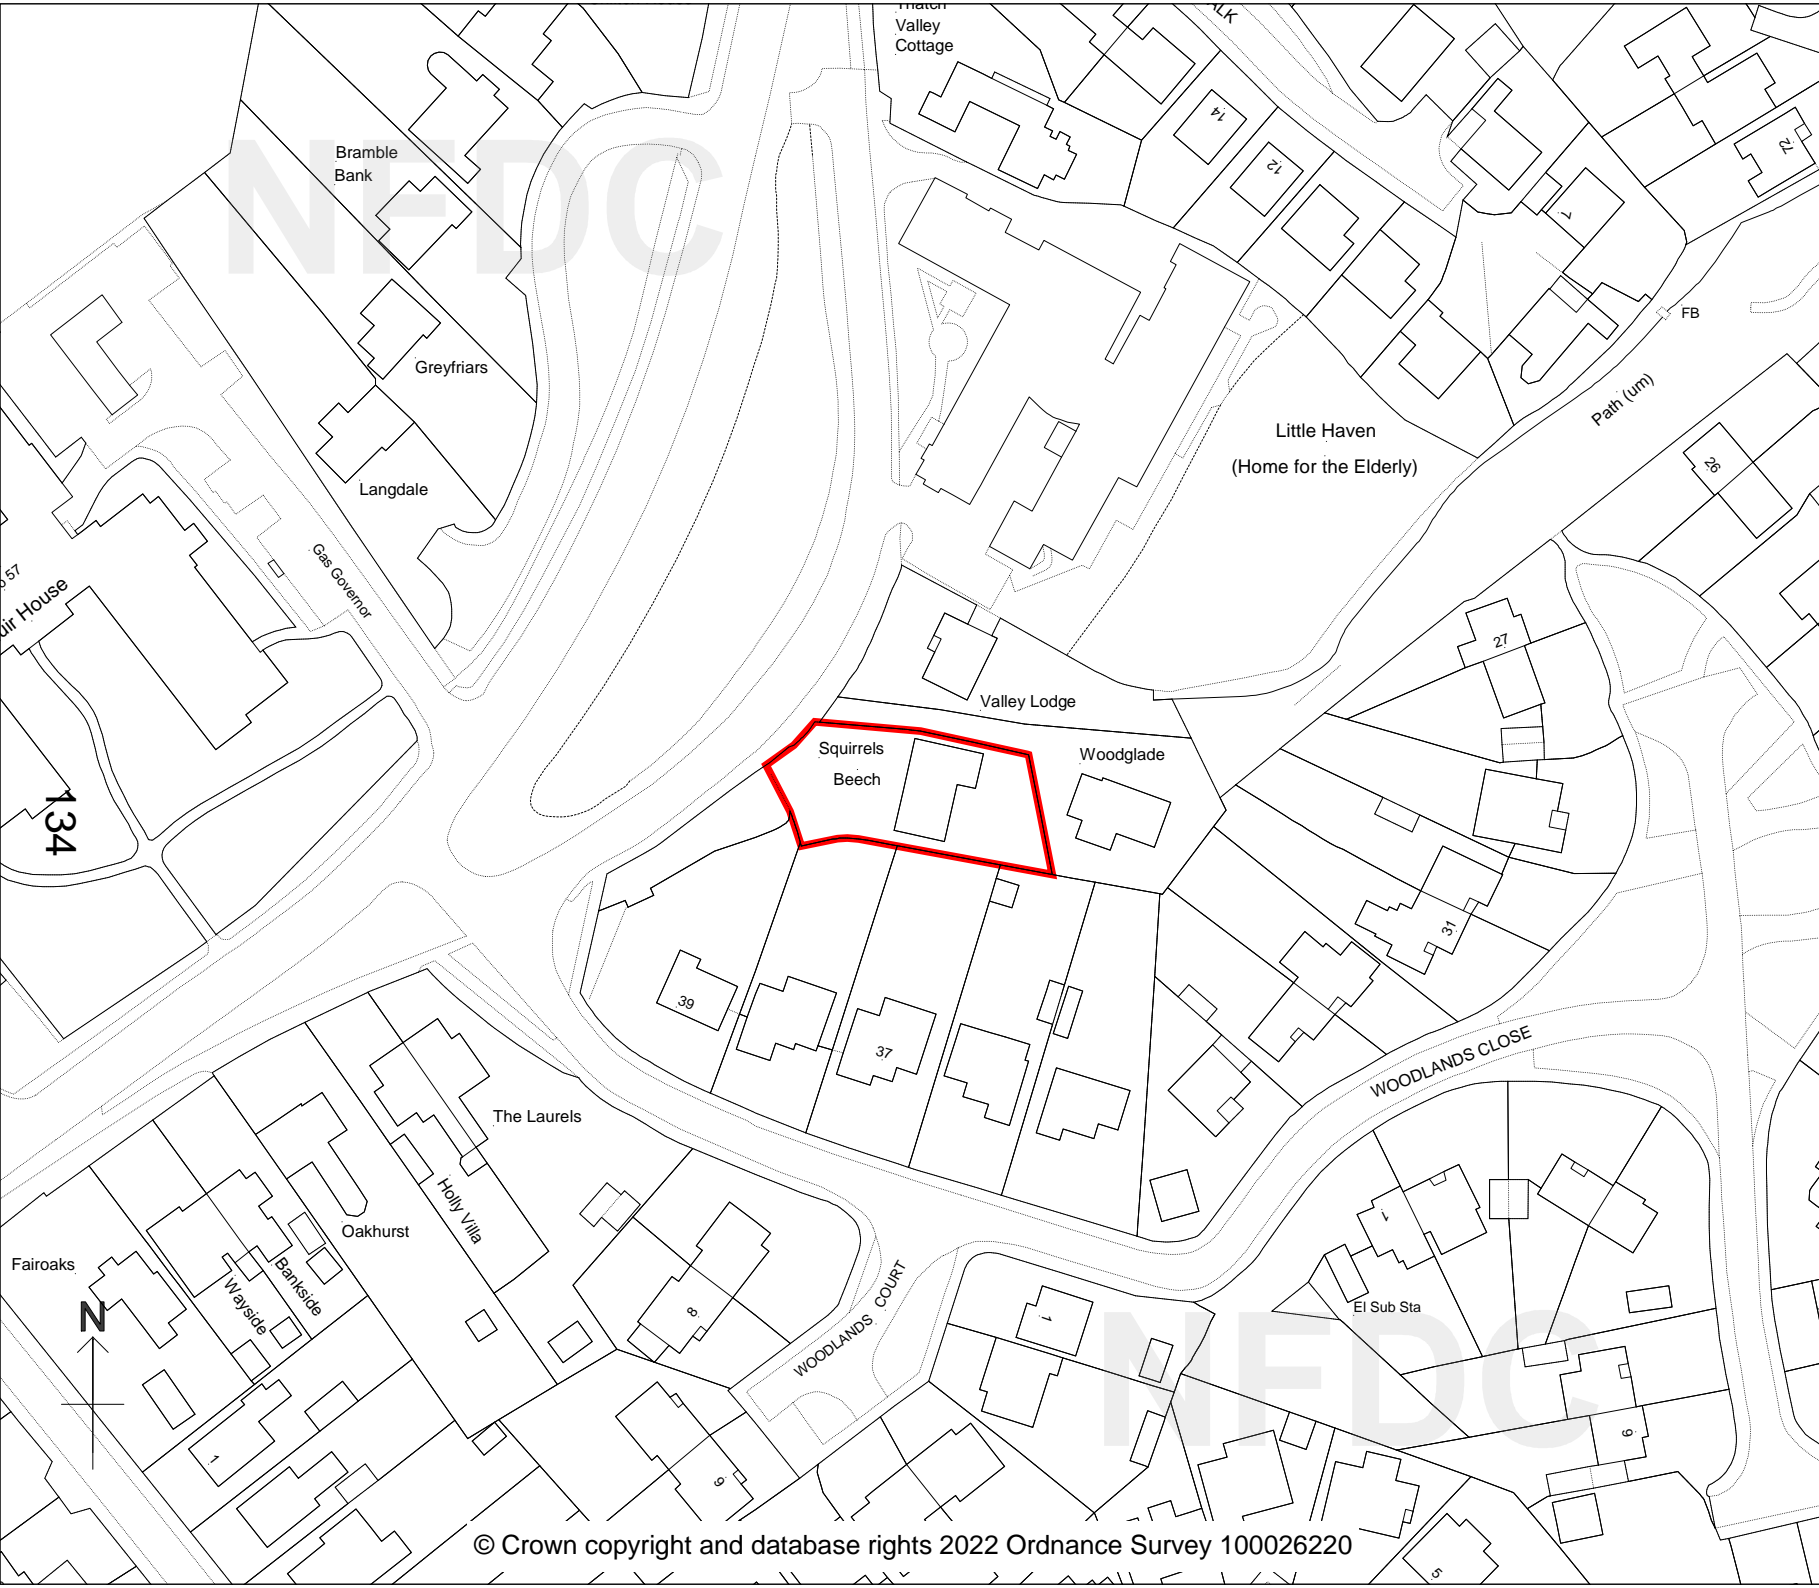 Thatch
Valley
Cottage
NFDC
Bramble
Bank
14
12
72
7
FB
Greyfriars
Path (um)
Little Haven
(Home for the Elderly)
Langdale
26
Gas Governor
57
House
27
Valley Lodge
Squirrels
Beech
Woodglade
134
31
39
37
WOODLANDS CLOSE
The Laurels
Holly Villa
Oakhurst
Fairoaks
Bankside
Wayside
N
8
1
WOODLANDS COURT
1
El Sub Sta
NFDC
1
9
9
5
© Crown copyright and database rights 2022 Ordnance Survey 100026220